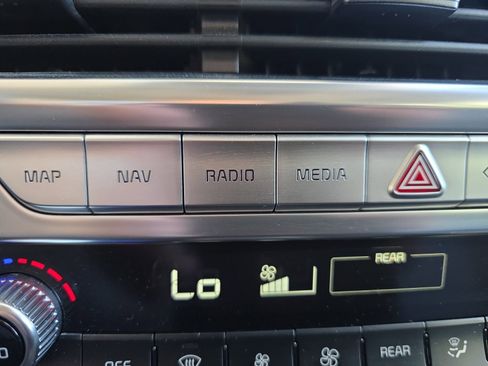 MAP NAV RADIO MEDIA
REAR
Lo
OFF REAR